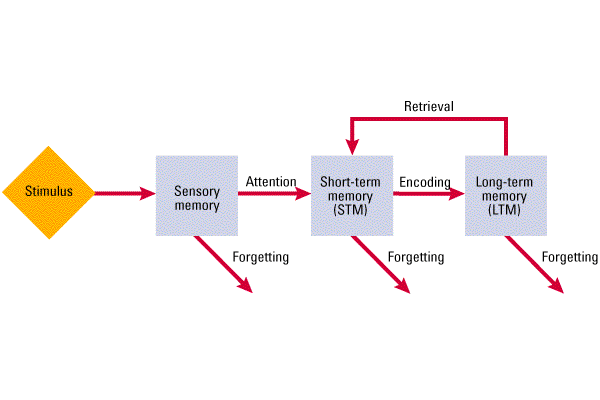 Retrieval
Stimulus
Sensory
memory
Attention
Short-term
memory
(STM)
Encoding
Long-term
memory
(LTM)
Forgetting
Forgetting
Forgetting